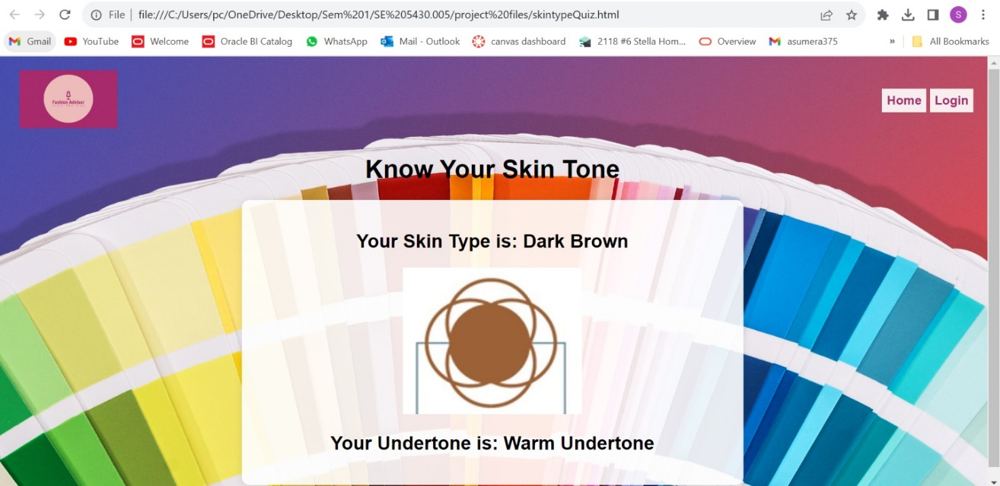 File file:///C:/Users/pc/OneDrive/Desktop/Sem%201/SE%205430.005/project%20files/skintypeQuiz.html S
Gmail YouTube Welcome Oracle BI Catalog WhatsApp Mail - Outlook canvas dashboard 2118 #6 Stella Hom... Overview asumera375 » All Bookmarks
Fashion Advisor
Home Login
Know Your Skin Tone
Your Skin Type is: Dark Brown
Your Undertone is: Warm Undertone